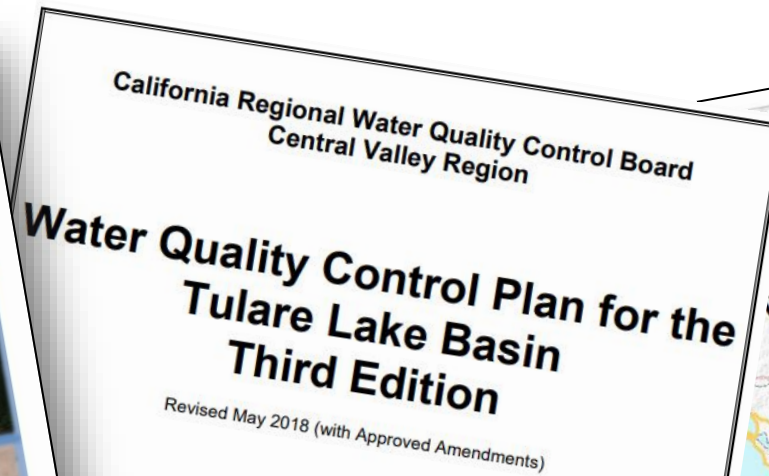 California Regional Water Quality Control Board
Central Valley Region
Water Quality Control Plan for the
Tulare Lake Basin
Third Edition
Revised May 2018 (with Approved Amendments)